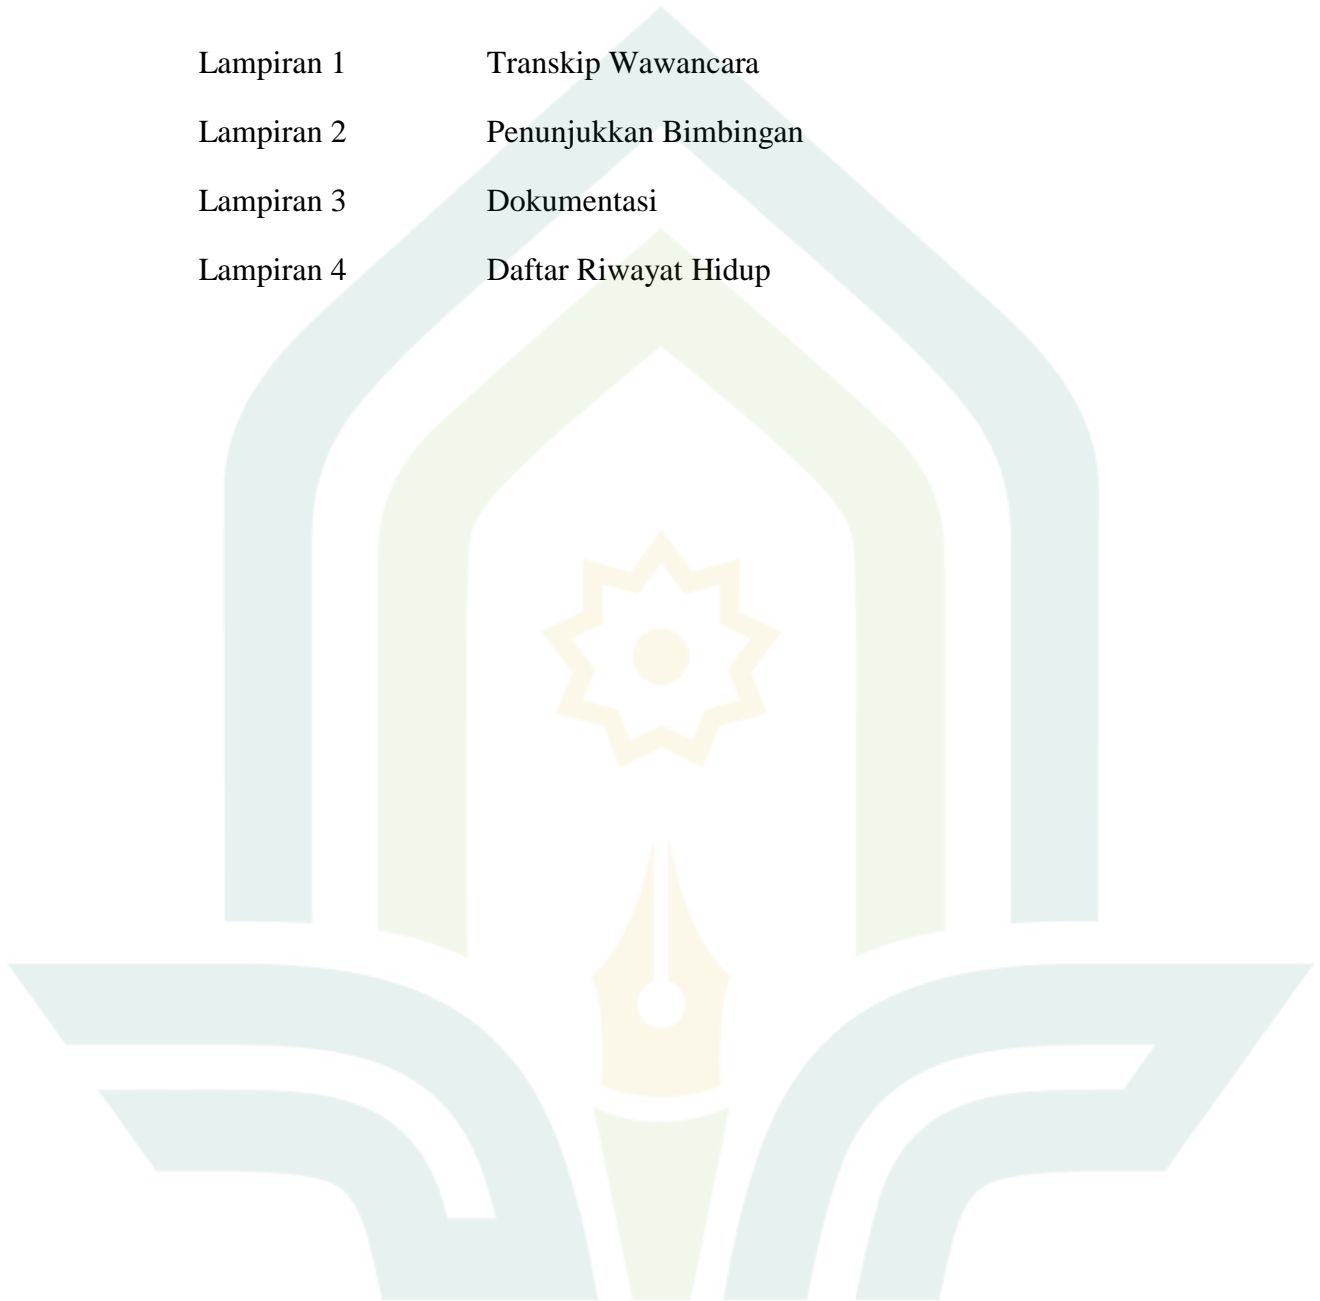 Lampiran 1 Transkip Wawancara
Lampiran 2 Penunjukkan Bimbingan
Lampiran 3 Dokumentasi
Lampiran 4 Daftar Riwayat Hidup